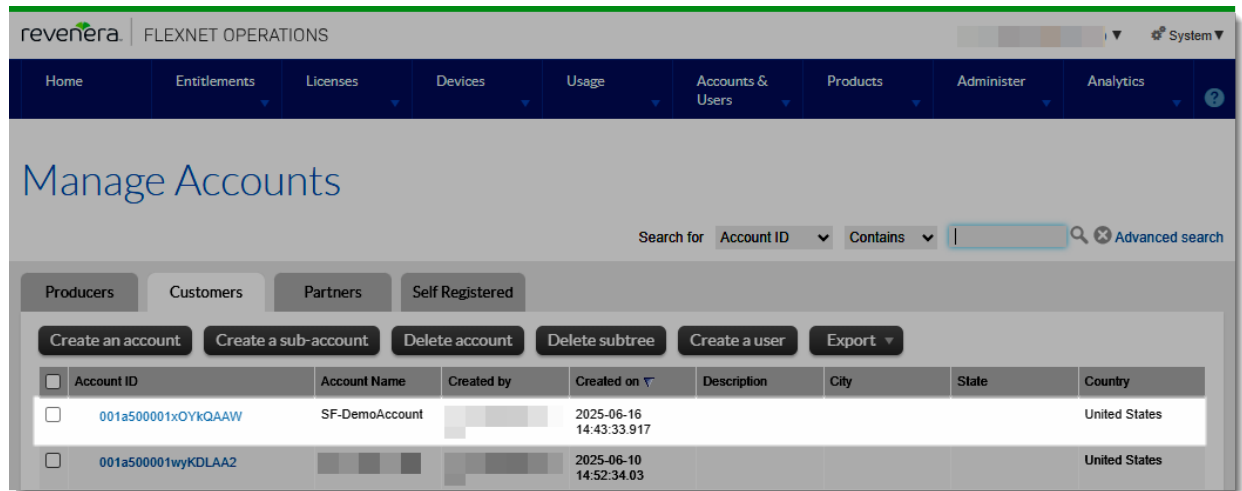 revenera. FLEXNET OPERATIONS
System
Home Entitlements Licenses Devices Usage Accounts & Users Products Administer Analytics ?
Manage Accounts
Search for Account ID Contains Advanced search
Producers Customers Partners Self Registered
Create an account Create a sub-account Delete account Delete subtree Create a user Export
Account ID Account Name Created by Created on Description City State Country
001a500001xOYkQAAW SF-DemoAccount 2025-06-16 14:43:33.917 United States
001a500001wyKDLAA2 2025-06-10 14:52:34.03 United States